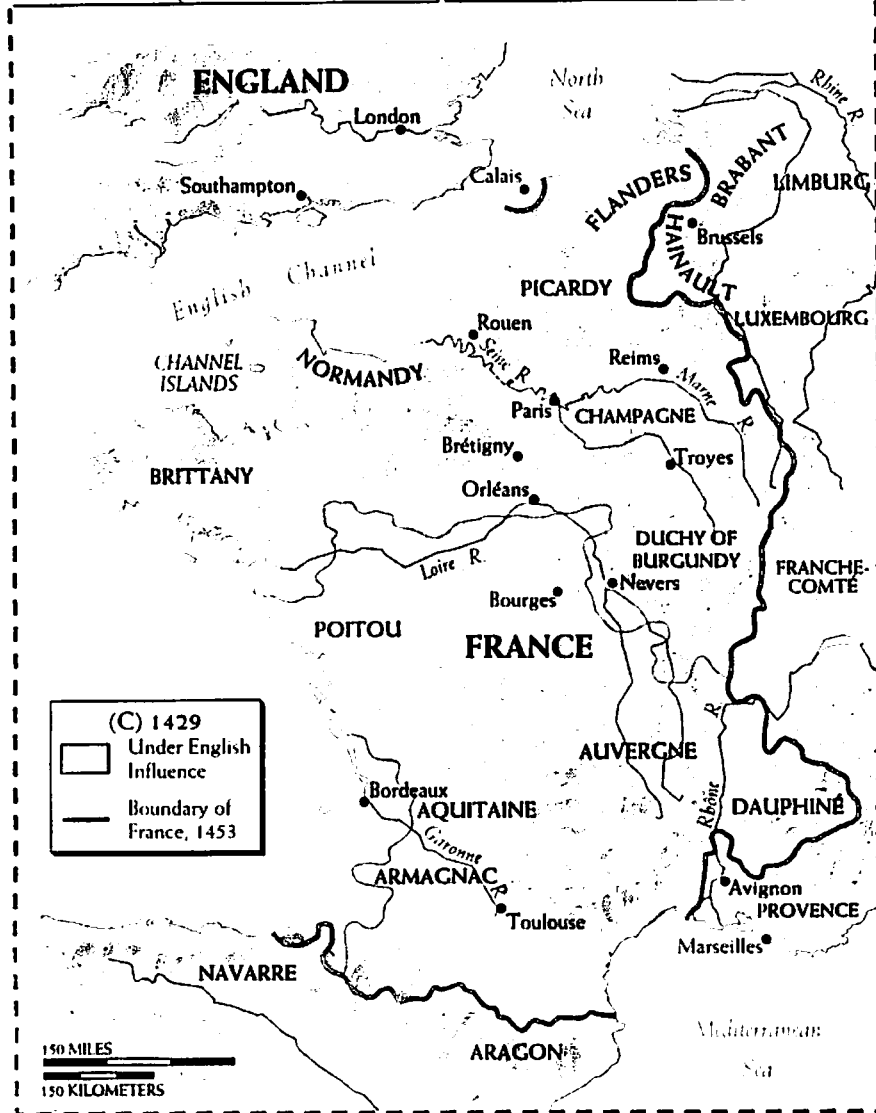 ENGLAND
North
Sea
Rhine R.
London
Southampton
Calais
FLANDERS
BRABANT
LIMBURG
Brussels
HAINAULT
English Channel
PICARDY
LUXEMBOURG
Rouen
Seine R.
Reims
Marne R.
CHANNEL
ISLANDS
NORMANDY
Paris
CHAMPAGNE
Brétigny
Troyes
BRITTANY
Orléans
DUCHY OF
BURGUNDY
FRANCHE-
COMTÉ
Loire R.
Bourges
Nevers
POITOU
FRANCE
(C) 1429
Under English
Influence
Boundary of
France, 1453
AUVERGNE
Bordeaux
AQUITAINE
Rhône R.
DAUPHINÉ
Garonne R.
ARMAGNAC
Avignon
PROVENCE
Toulouse
Marseilles
NAVARRE
Mediterranean
Sea
ARAGON
150 MILES
150 KILOMETERS